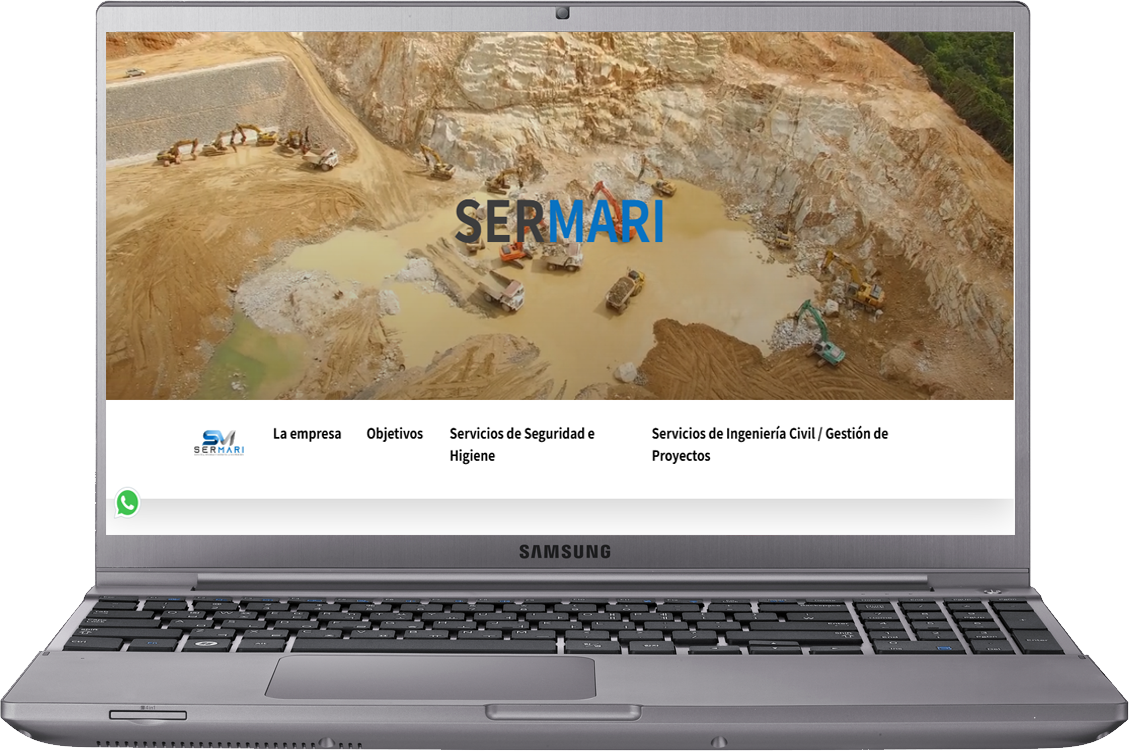 SERMARI
SM
SERMARI
La empresa
Objetivos
Servicios de Seguridad e
Higiene
Servicios de Ingeniería Civil / Gestión de
Proyectos
SAMSUNG